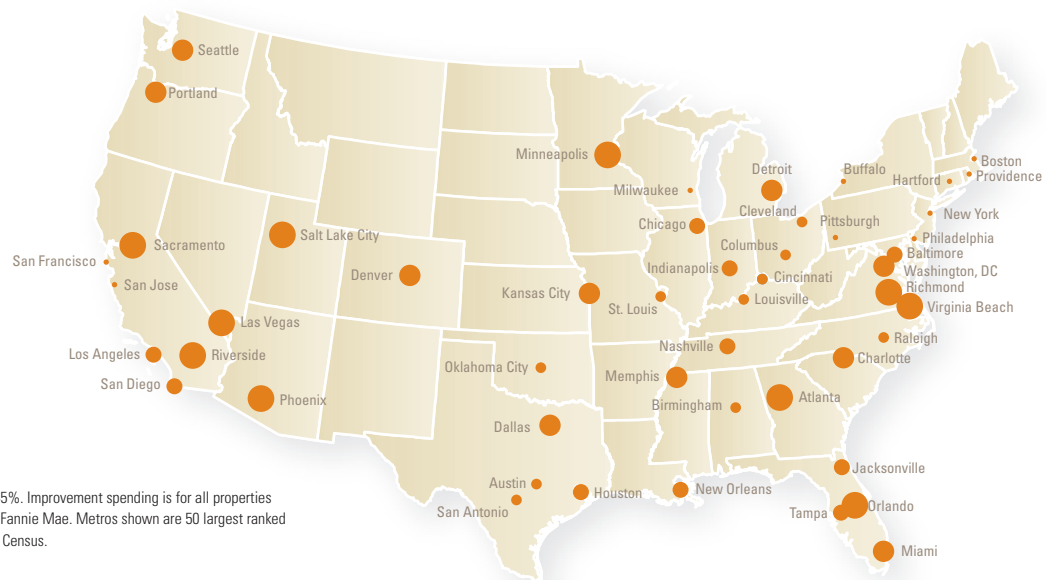 Seattle
Portland
Minneapolis
Detroit
Buffalo
Boston
Hartford
Providence
Milwaukee
Cleveland
Pittsburgh
New York
Chicago
Sacramento
Salt Lake City
Columbus
Philadelphia
Baltimore
San Francisco
Denver
Indianapolis
Cincinnati
Washington, DC
San Jose
Kansas City
St. Louis
Louisville
Richmond
Virginia Beach
Las Vegas
Raleigh
Los Angeles
Riverside
Nashville
Charlotte
Oklahoma City
San Diego
Memphis
Phoenix
Birmingham
Atlanta
Dallas
Jacksonville
Austin
Houston
New Orleans
5%. Improvement spending is for all properties
San Antonio
Tampa
Orlando
Fannie Mae. Metros shown are 50 largest ranked
Census.
Miami